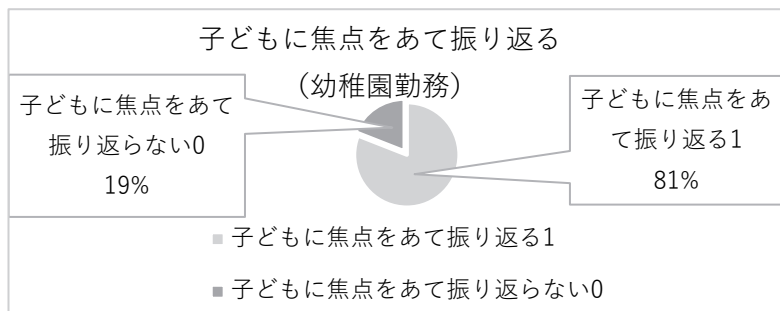 子どもに焦点をあて振り返る
(幼稚園勤務)
子どもに焦点をあて
振り返らない0
19%
子どもに焦点をあ
て振り返る1
81%
■ 子どもに焦点をあて振り返る1
■ 子どもに焦点をあて振り返らない0